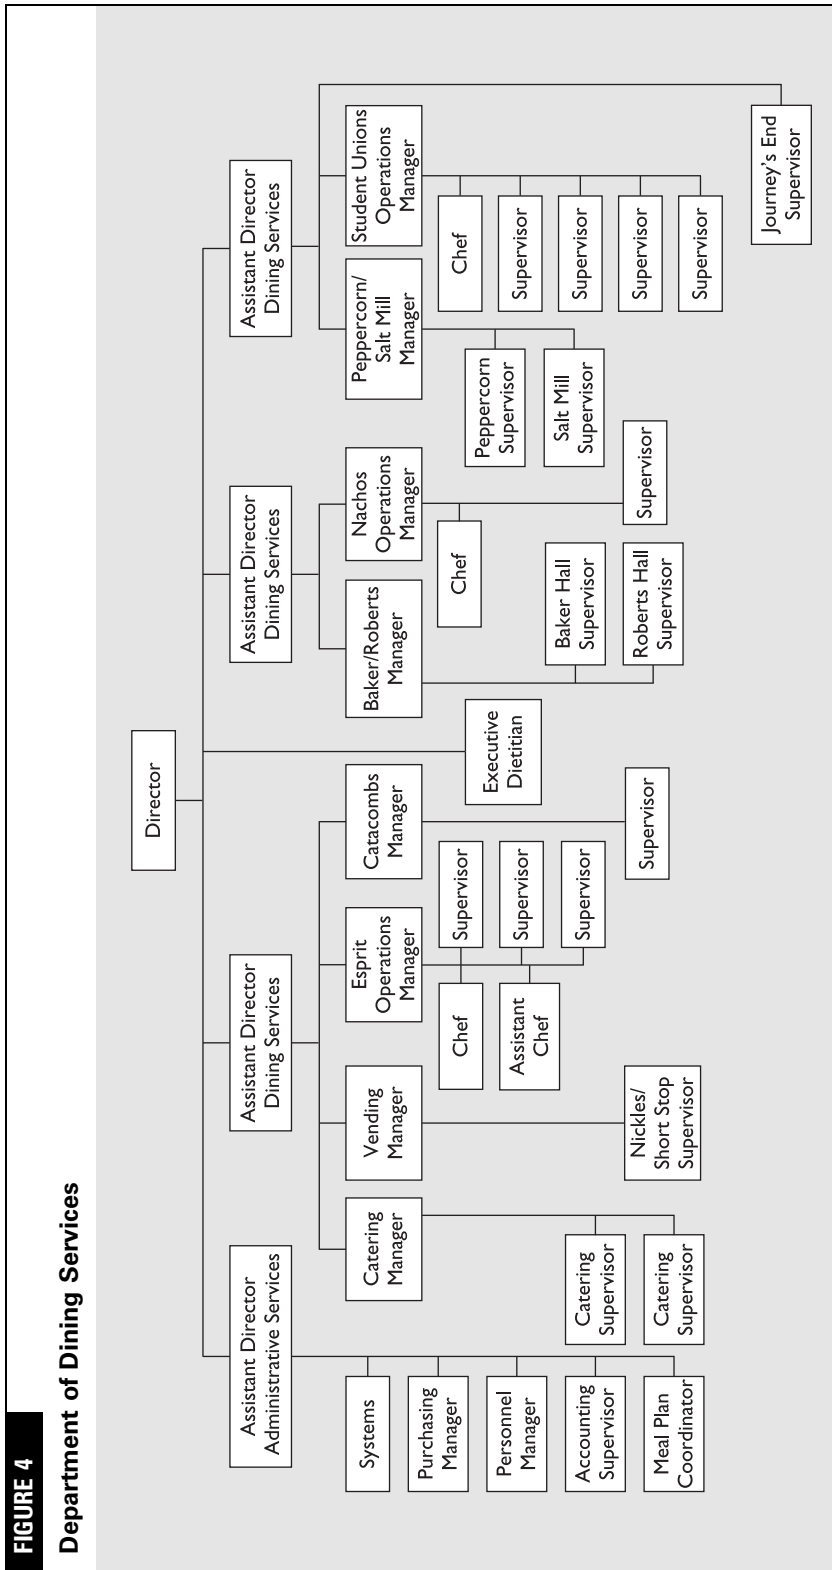 FIGURE 4
Department of Dining Services
Director
Assistant Director
Administrative Services
Assistant Director
Dining Services
Assistant Director
Dining Services
Assistant Director
Dining Services
Systems
Purchasing
Manager
Personnel
Manager
Accounting
Supervisor
Meal Plan
Coordinator
Catering
Manager
Catering
Supervisor
Catering
Supervisor
Vending
Manager
Nickles/
Short Stop
Supervisor
Esprit
Operations
Manager
Chef
Supervisor
Assistant
Chef
Supervisor
Supervisor
Catacombs
Manager
Supervisor
Executive
Dietitian
Baker/Roberts
Manager
Baker Hall
Supervisor
Roberts Hall
Supervisor
Nachos
Operations
Manager
Chef
Supervisor
Peppercorn/
Salt Mill
Manager
Peppercorn
Supervisor
Salt Mill
Supervisor
Student Unions
Operations
Manager
Chef
Supervisor
Supervisor
Supervisor
Supervisor
Journey's End
Supervisor